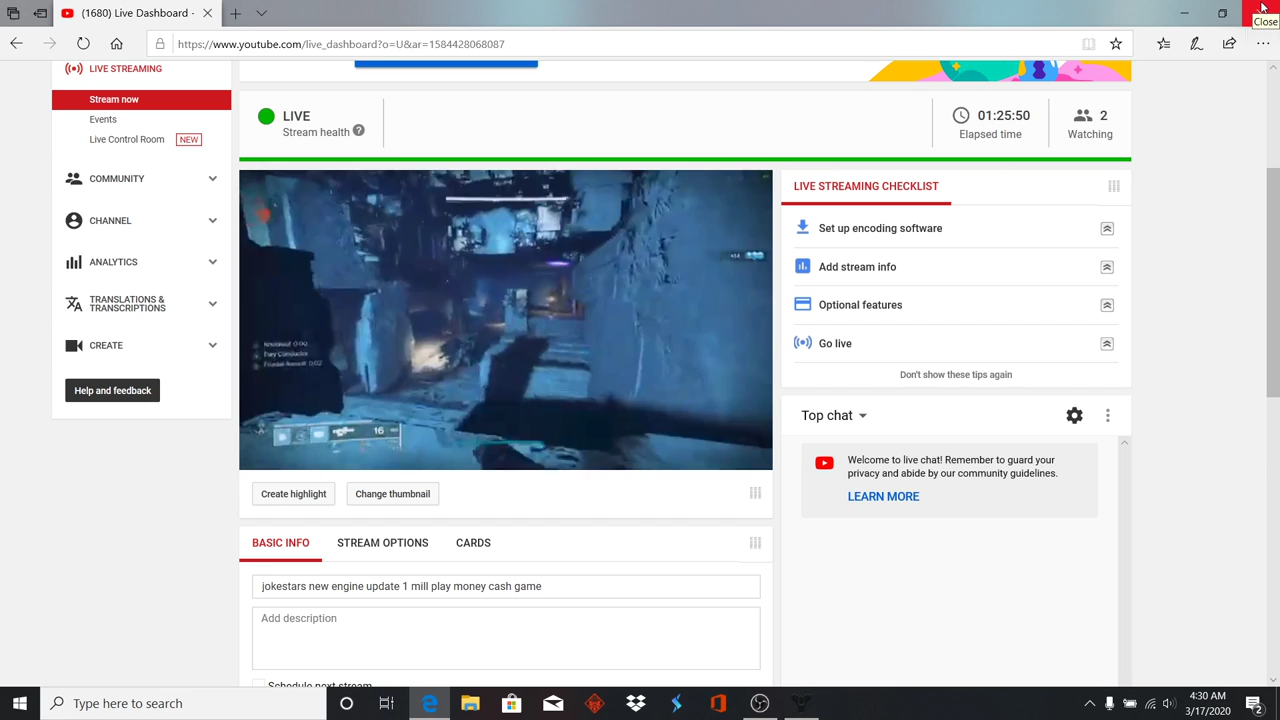 (1680) Live Dashboard -
Close
https://www.youtube.com/live_dashboard?o=U&ar=1584428068087
LIVE STREAMING
Stream now
Events
Live Control Room NEW
COMMUNITY
CHANNEL
ANALYTICS
TRANSLATIONS &
TRANSCRIPTIONS
CREATE
Help and feedback
LIVE
Stream health ?
01:25:50
Elapsed time
2
Watching
16
Create highlight
Change thumbnail
BASIC INFO
STREAM OPTIONS
CARDS
jokestars new engine update 1 mill play money cash game
Add description
Schedule next stream
LIVE STREAMING CHECKLIST
Set up encoding software
Add stream info
Optional features
Go live
Don't show these tips again
Top chat
Welcome to live chat! Remember to guard your
privacy and abide by our community guidelines.
LEARN MORE
Type here to search
4:30 AM
3/17/2020
2